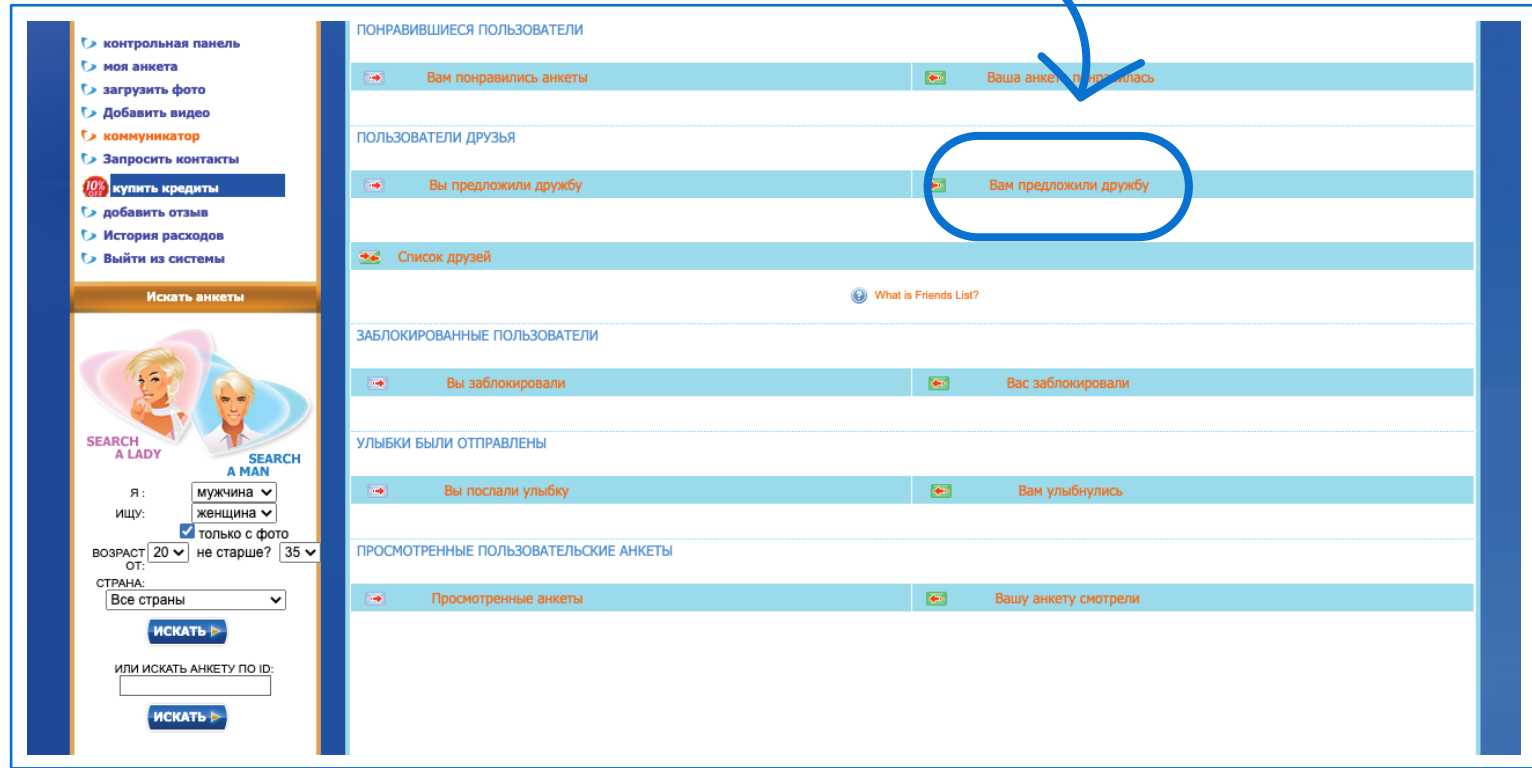 контрольная панель
моя анкета
загрузить фото
Добавить видео
коммуникатор
Запросить контакты
10% OFF купить кредиты
добавить отзыв
История расходов
Выйти из системы
Искать анкеты
SEARCH
A LADY
SEARCH
A MAN
Я : мужчина
ИЩУ: женщина
только с фото
ВОЗРАСТ ОТ: 20 не старше? 35
СТРАНА:
Все страны
ИСКАТЬ
ИЛИ ИСКАТЬ АНКЕТУ ПО ID:
ИСКАТЬ
ПОНРАВИВШИЕСЯ ПОЛЬЗОВАТЕЛИ
Вам понравились анкеты Ваша анкета понравилась
ПОЛЬЗОВАТЕЛИ ДРУЗЬЯ
Вы предложили дружбу Вам предложили дружбу
Список друзей
What is Friends List?
ЗАБЛОКИРОВАННЫЕ ПОЛЬЗОВАТЕЛИ
Вы заблокировали Вас заблокировали
УЛЫБКИ БЫЛИ ОТПРАВЛЕНЫ
Вы послали улыбку Вам улыбнулись
ПРОСМОТРЕННЫЕ ПОЛЬЗОВАТЕЛЬСКИЕ АНКЕТЫ
Просмотренные анкеты Вашу анкету смотрели